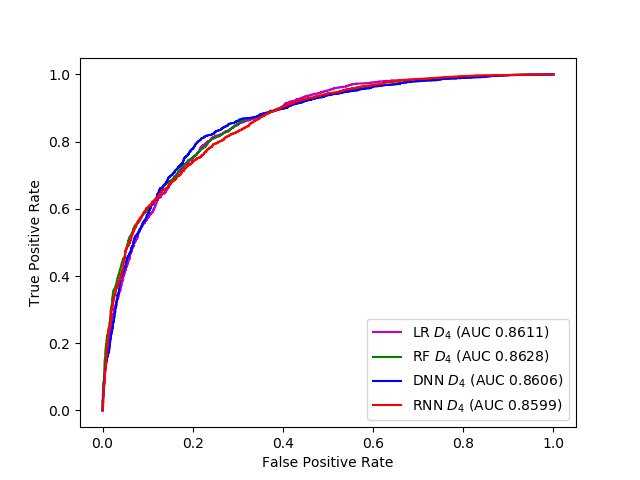 1.0
0.8
0.6
0.4
0.2
0.0
True Positive Rate
0.0 0.2 0.4 0.6 0.8 1.0
False Positive Rate
LR D4 (AUC 0.8611)
RF D4 (AUC 0.8628)
DNN D4 (AUC 0.8606)
RNN D4 (AUC 0.8599)